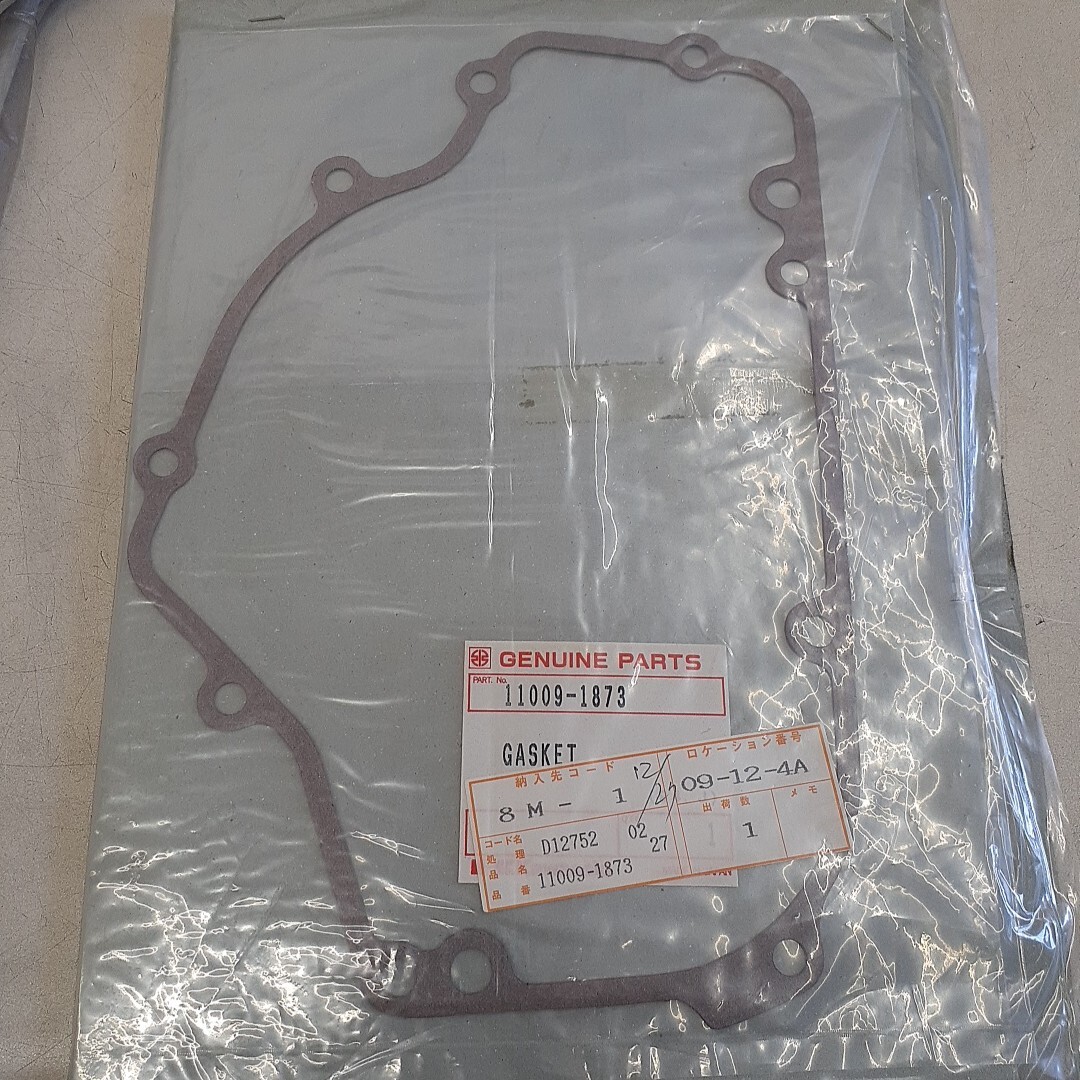 GENUINE PARTS
PART. No.
11009-1873
GASKET
納入先コード
ロケーション番号
8M- 1
12/
25
09-12-4A
コード名
処理
D12752
02
27
出荷数
1
メモ
品名
品番
11009-1873